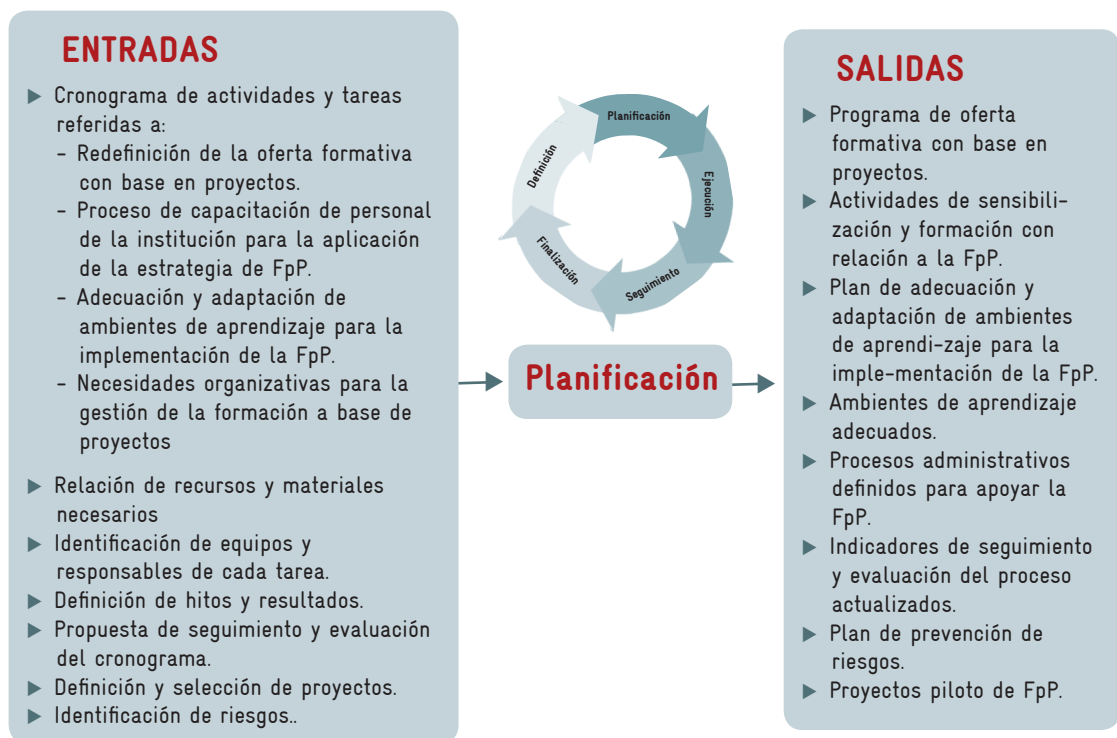 ENTRADAS
▶ Cronograma de actividades y tareas
referidas a:
- Redefinición de la oferta formativa
con base en proyectos.
- Proceso de capacitación de personal
de la institución para la aplicación
de la estrategia de FpP.
- Adecuación y adaptación de
ambientes de aprendizaje para la
implementación de la FpP.
- Necesidades organizativas para la
gestión de la formación a base de
proyectos
▶ Relación de recursos y materiales
necesarios
▶ Identificación de equipos y
responsables de cada tarea.
▶ Definición de hitos y resultados.
▶ Propuesta de seguimiento y evaluación
del cronograma.
▶ Definición y selección de proyectos.
▶ Identificación de riesgos..
Planificación
Ejecución
Seguimiento
Finalización
Definición
Planificación
SALIDAS
▶ Programa de oferta
formativa con base en
proyectos.
▶ Actividades de sensibili-
zación y formación con
relación a la FpP.
▶ Plan de adecuación y
adaptación de ambientes
de aprendi-zaje para la
imple-mentación de la FpP.
▶ Ambientes de aprendizaje
adecuados.
▶ Procesos administrativos
definidos para apoyar la
FpP.
▶ Indicadores de seguimiento
y evaluación del proceso
actualizados.
▶ Plan de prevención de
riesgos.
▶ Proyectos piloto de FpP.